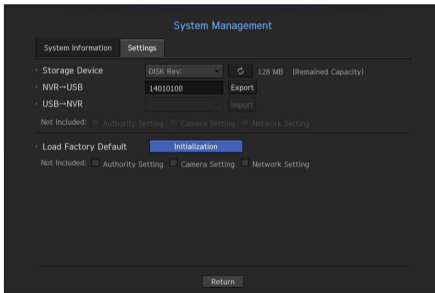 System Management
System Information Settings
Storage Device DISK Rev: 128 MB (Remained Capacity)
NVR→USB 14010100 Export
USB→NVR Import
Not Included: Authority Setting Camera Setting Network Setting
Load Factory Default Initialization
Not Included: Authority Setting Camera Setting Network Setting
Return